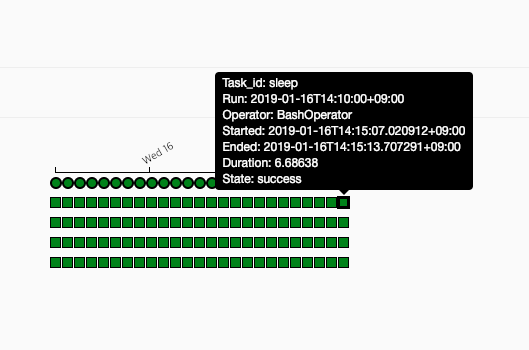 Task_id: sleep
Run: 2019-01-16T14:10:00+09:00
Operator: BashOperator
Started: 2019-01-16T14:15:07.020912+09:00
Ended: 2019-01-16T14:15:13.707291+09:00
Duration: 6.68638
State: success
Wed 16